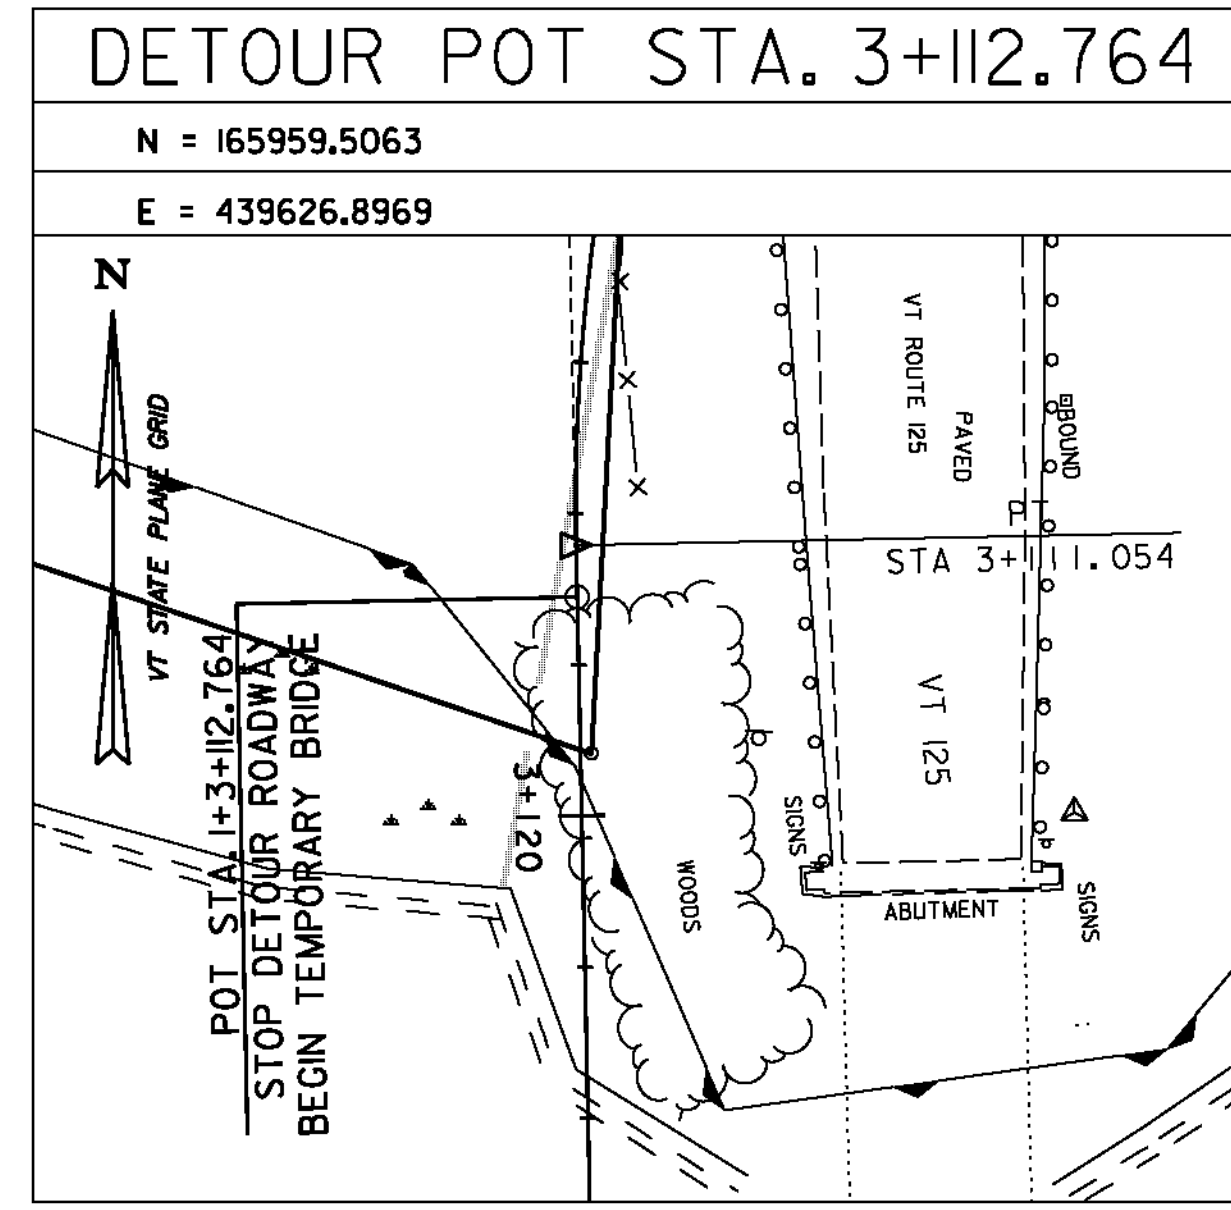 DETOUR POT STA. 3+112.764
N = 165959.5063
E = 439626.8969
N
VT STATE PLANE GRID
VT ROUTE 125
PAVED
BOUND
STA 3+111.054
POT STA. 1+3+112.764
STOP DETOUR ROADWAY
BEGIN TEMPORARY BRIDGE
3+120
VT 125
SIGNS
WOODS
ABUTMENT
SIGNS